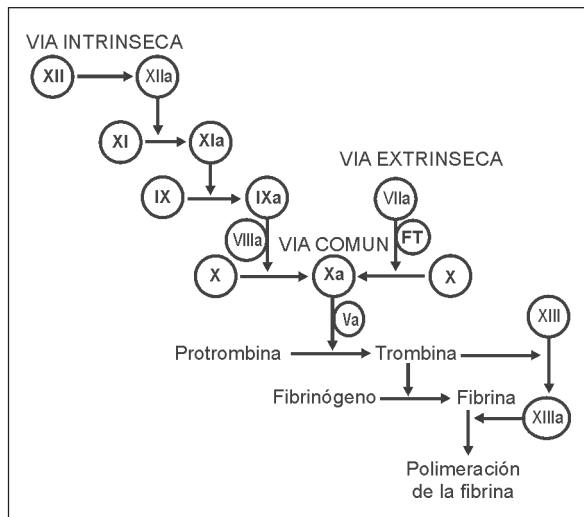 VIA INTRINSECA
XII XIIa
XI XIa
VIA EXTRINSECA
IX IXa VIIa
VIIIa VIA COMUN FT
X Xa X
Va XIII
Protrombina Trombina
Fibrinógeno Fibrina XIIIa
Polimeración
de la fibrina